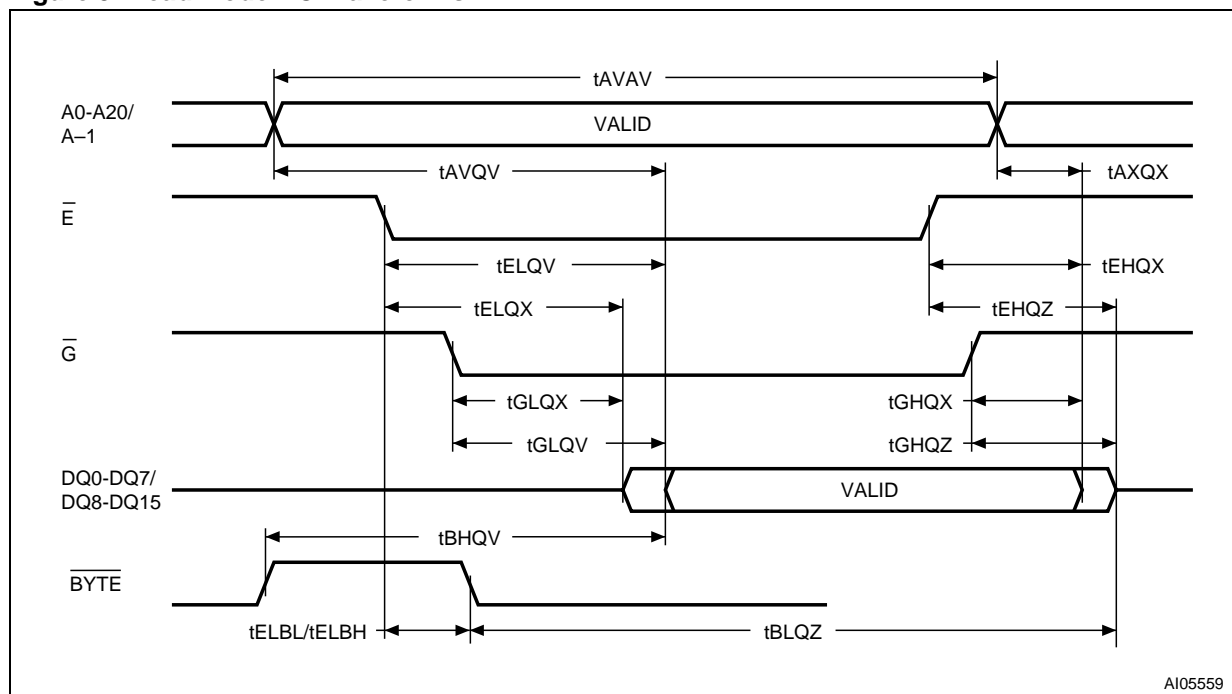 tAVAV
A0-A20/
A–1
VALID
tAVQV
tAXQX
E
tELQV
tEHQX
tELQX
tEHQZ
G
tGLQX
tGHQX
tGLQV
tGHQZ
DQ0-DQ7/
DQ8-DQ15
VALID
tBHQV
BYTE
tELBL/tELBH
tBLQZ
AI05559